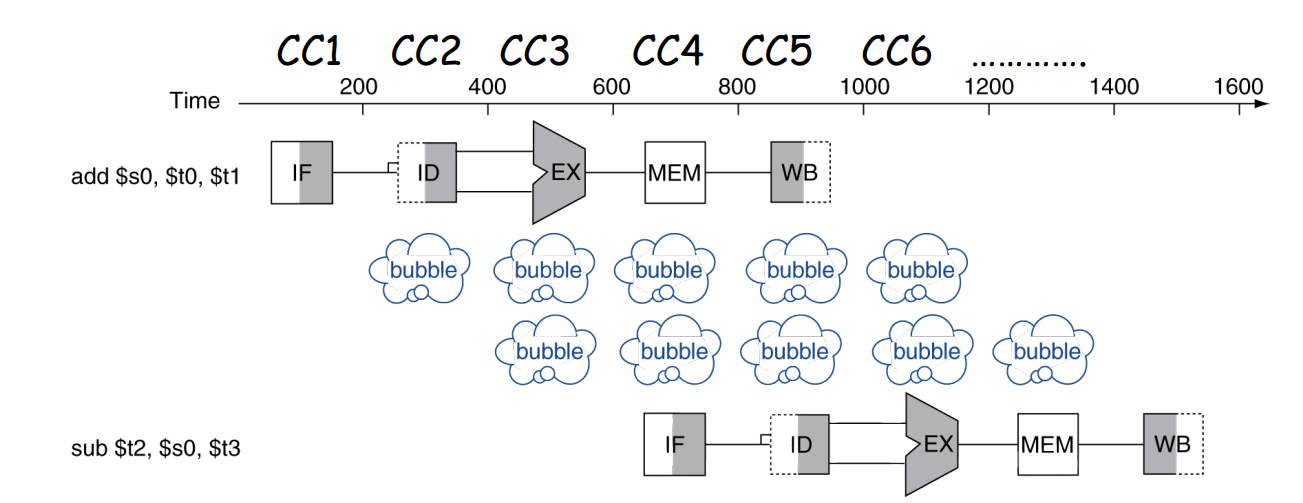 CC1 CC2 CC3 CC4 CC5 CC6 ………….
200 400 600 800 1000 1200 1400 1600
Time
add $s0, $t0, $t1 IF ID EX MEM WB
bubble bubble bubble bubble bubble
bubble bubble bubble bubble bubble
sub $t2, $s0, $t3 IF ID EX MEM WB